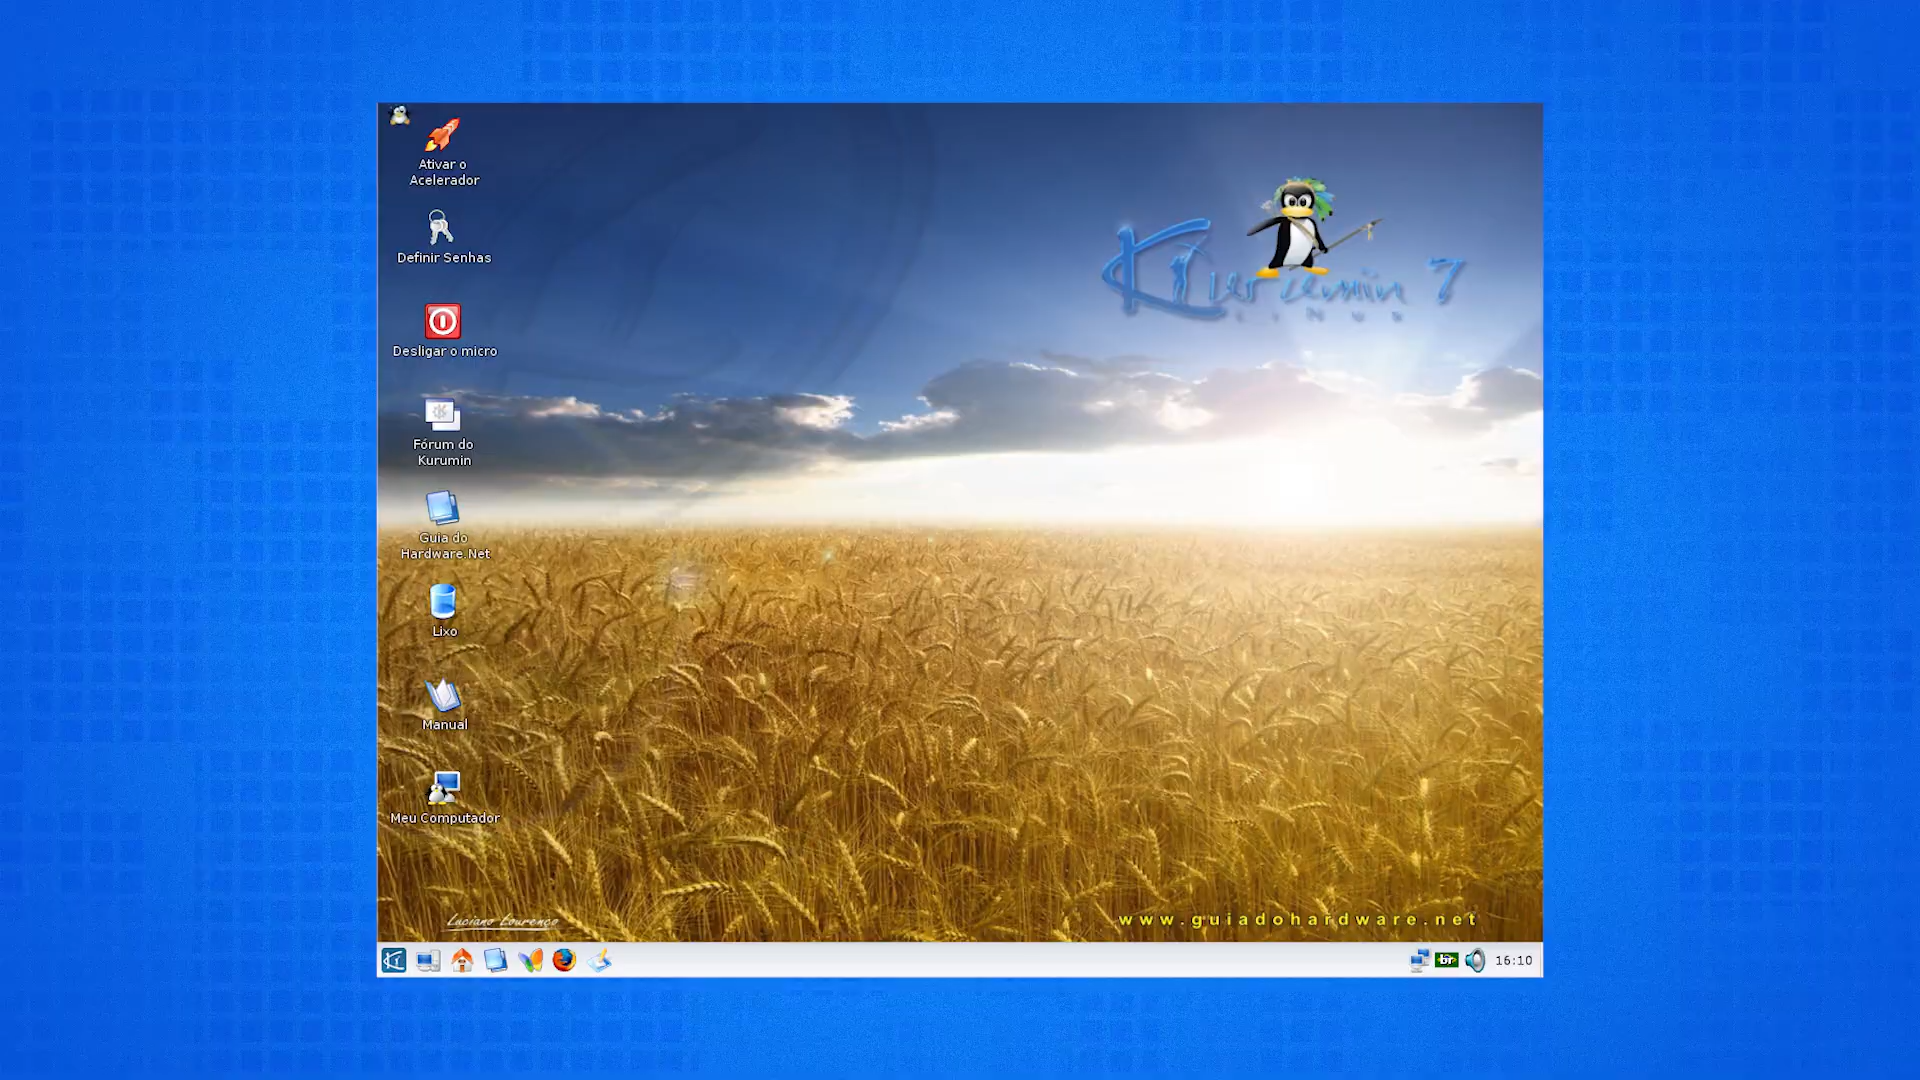 Ativar o
Acelerador
Definir Senhas
Desligar o micro
Fórum do
Kurumin
Guia do
Hardware.Net
Lixo
Manual
Meu Computador
Kurumin 7
LINUX
Luciano Lourenço
www.guiadohardware.net
br
16:10